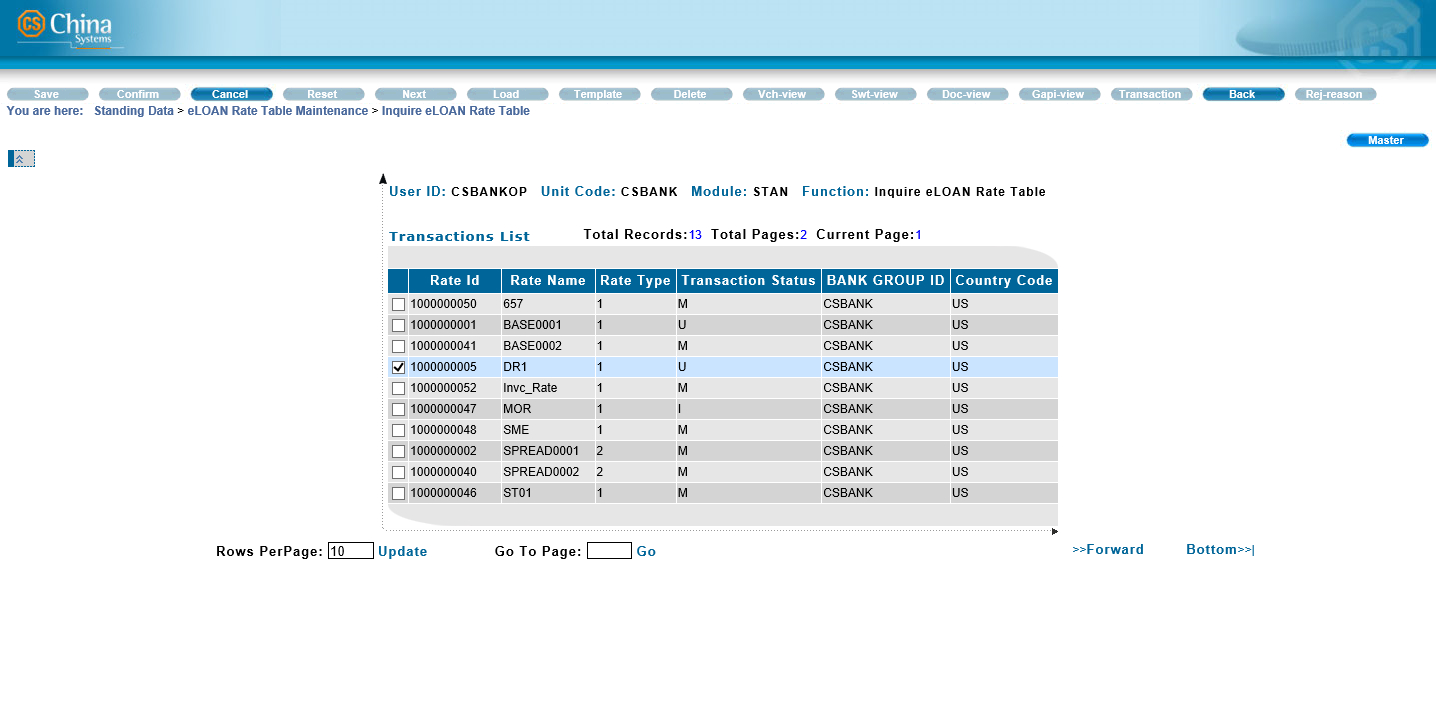 CS China
Systems
CS
Save Confirm Cancel Reset Next Load Template Delete Vch-view Swt-view Doc-view Gapi-view Transaction Back Rej-reason
You are here: Standing Data > eLOAN Rate Table Maintenance > Inquire eLOAN Rate Table
Master
User ID: CSBANKOP Unit Code: CSBANK Module: STAN Function: Inquire eLOAN Rate Table
Transactions List Total Records:13 Total Pages:2 Current Page:1
Rate Id Rate Name Rate Type Transaction Status BANK GROUP ID Country Code
1000000050 657 1 M CSBANK US
1000000001 BASE0001 1 U CSBANK US
1000000041 BASE0002 1 M CSBANK US
1000000005 DR1 1 U CSBANK US
1000000052 Invc_Rate 1 M CSBANK US
1000000047 MOR 1 I CSBANK US
1000000048 SME 1 M CSBANK US
1000000002 SPREAD0001 2 M CSBANK US
1000000040 SPREAD0002 2 M CSBANK US
1000000046 ST01 1 M CSBANK US
Rows PerPage: 10 Update Go To Page: Go >>Forward Bottom>>|